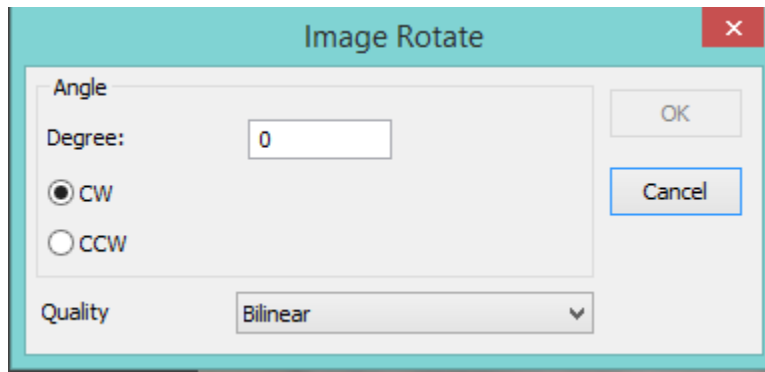 Image Rotate
Angle
Degree: 0
OK
CW
Cancel
CCW
Quality Bilinear